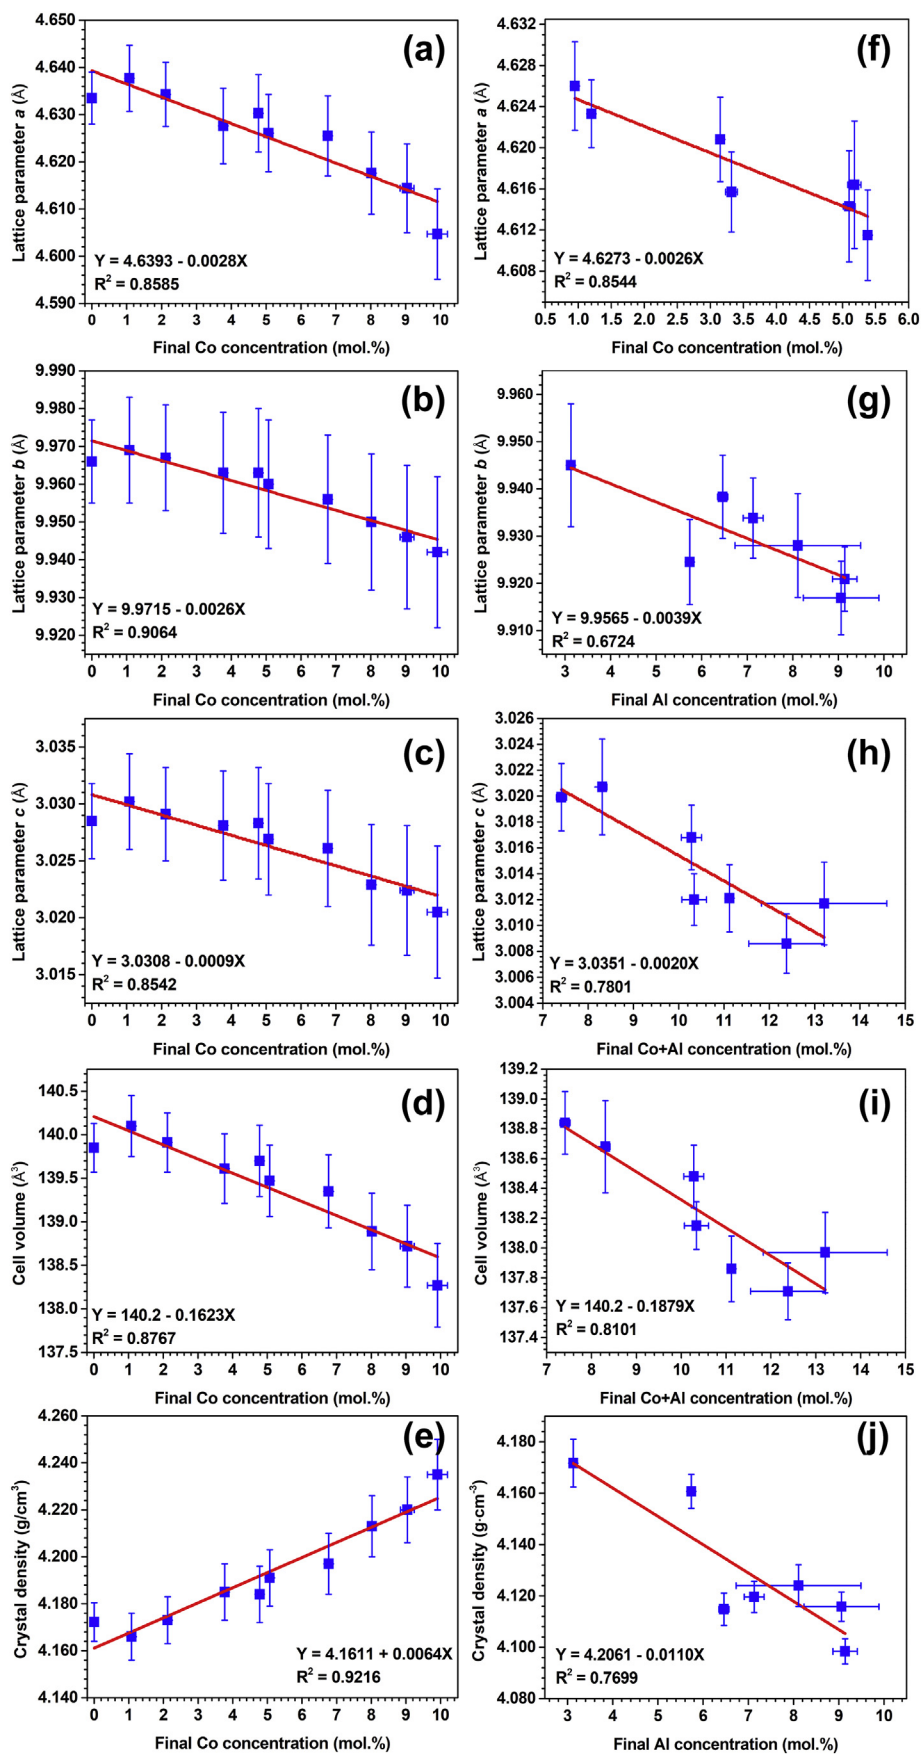 (a)
4.650
4.640
4.630
4.620
4.610
4.600
4.590
Lattice parameter a (Å)
Y = 4.6393 - 0.0028X
R² = 0.8585
0 1 2 3 4 5 6 7 8 9 10
Final Co concentration (mol.%)
(f)
4.632
4.628
4.624
4.620
4.616
4.612
4.608
Lattice parameter a (Å)
Y = 4.6273 - 0.0026X
R² = 0.8544
0.5 1.0 1.5 2.0 2.5 3.0 3.5 4.0 4.5 5.0 5.5 6.0
Final Co concentration (mol.%)
(b)
9.990
9.980
9.970
9.960
9.950
9.940
9.930
9.920
Lattice parameter b (Å)
Y = 9.9715 - 0.0026X
R² = 0.9064
0 1 2 3 4 5 6 7 8 9 10
Final Co concentration (mol.%)
(g)
9.960
9.950
9.940
9.930
9.920
9.910
Lattice parameter b (Å)
Y = 9.9565 - 0.0039X
R² = 0.6724
3 4 5 6 7 8 9 10
Final Al concentration (mol.%)
(c)
3.035
3.030
3.025
3.020
3.015
Lattice parameter c (Å)
Y = 3.0308 - 0.0009X
R² = 0.8542
0 1 2 3 4 5 6 7 8 9 10
Final Co concentration (mol.%)
(h)
3.026
3.024
3.022
3.020
3.018
3.016
3.014
3.012
3.010
3.008
3.006
3.004
Lattice parameter c (Å)
Y = 3.0351 - 0.0020X
R² = 0.7801
7 8 9 10 11 12 13 14 15
Final Co+Al concentration (mol.%)
(d)
140.5
140.0
139.5
139.0
138.5
138.0
137.5
Cell volume (Å³)
Y = 140.2 - 0.1623X
R² = 0.8767
0 1 2 3 4 5 6 7 8 9 10
Final Co concentration (mol.%)
(i)
139.2
139.0
138.8
138.6
138.4
138.2
138.0
137.8
137.6
137.4
Cell volume (Å³)
Y = 140.2 - 0.1879X
R² = 0.8101
7 8 9 10 11 12 13 14 15
Final Co+Al concentration (mol.%)
(e)
4.260
4.240
4.220
4.200
4.180
4.160
4.140
Crystal density (g/cm³)
Y = 4.1611 + 0.0064X
R² = 0.9216
0 1 2 3 4 5 6 7 8 9 10
Final Co concentration (mol.%)
(j)
4.180
4.160
4.140
4.120
4.100
4.080
Crystal density (g·cm⁻³)
Y = 4.2061 - 0.0110X
R² = 0.7699
3 4 5 6 7 8 9 10
Final Al concentration (mol.%)